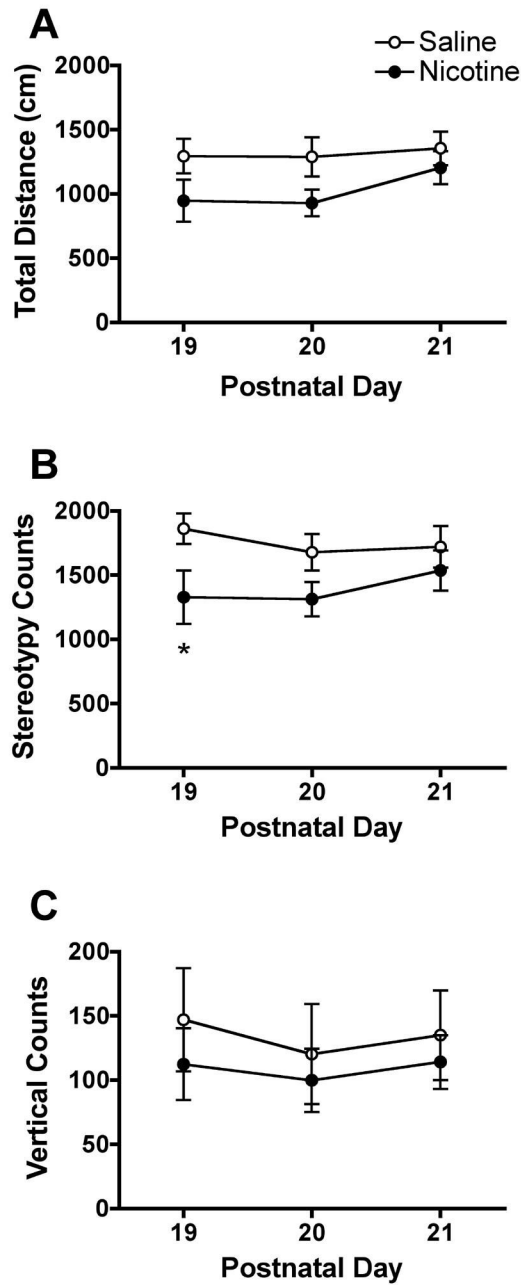 A
Saline
Nicotine
Total Distance (cm)
2000
1500
1000
500
0
19 20 21
Postnatal Day
B
Stereotypy Counts
2000
1500
1000
500
0
*
19 20 21
Postnatal Day
C
Vertical Counts
200
150
100
50
0
19 20 21
Postnatal Day